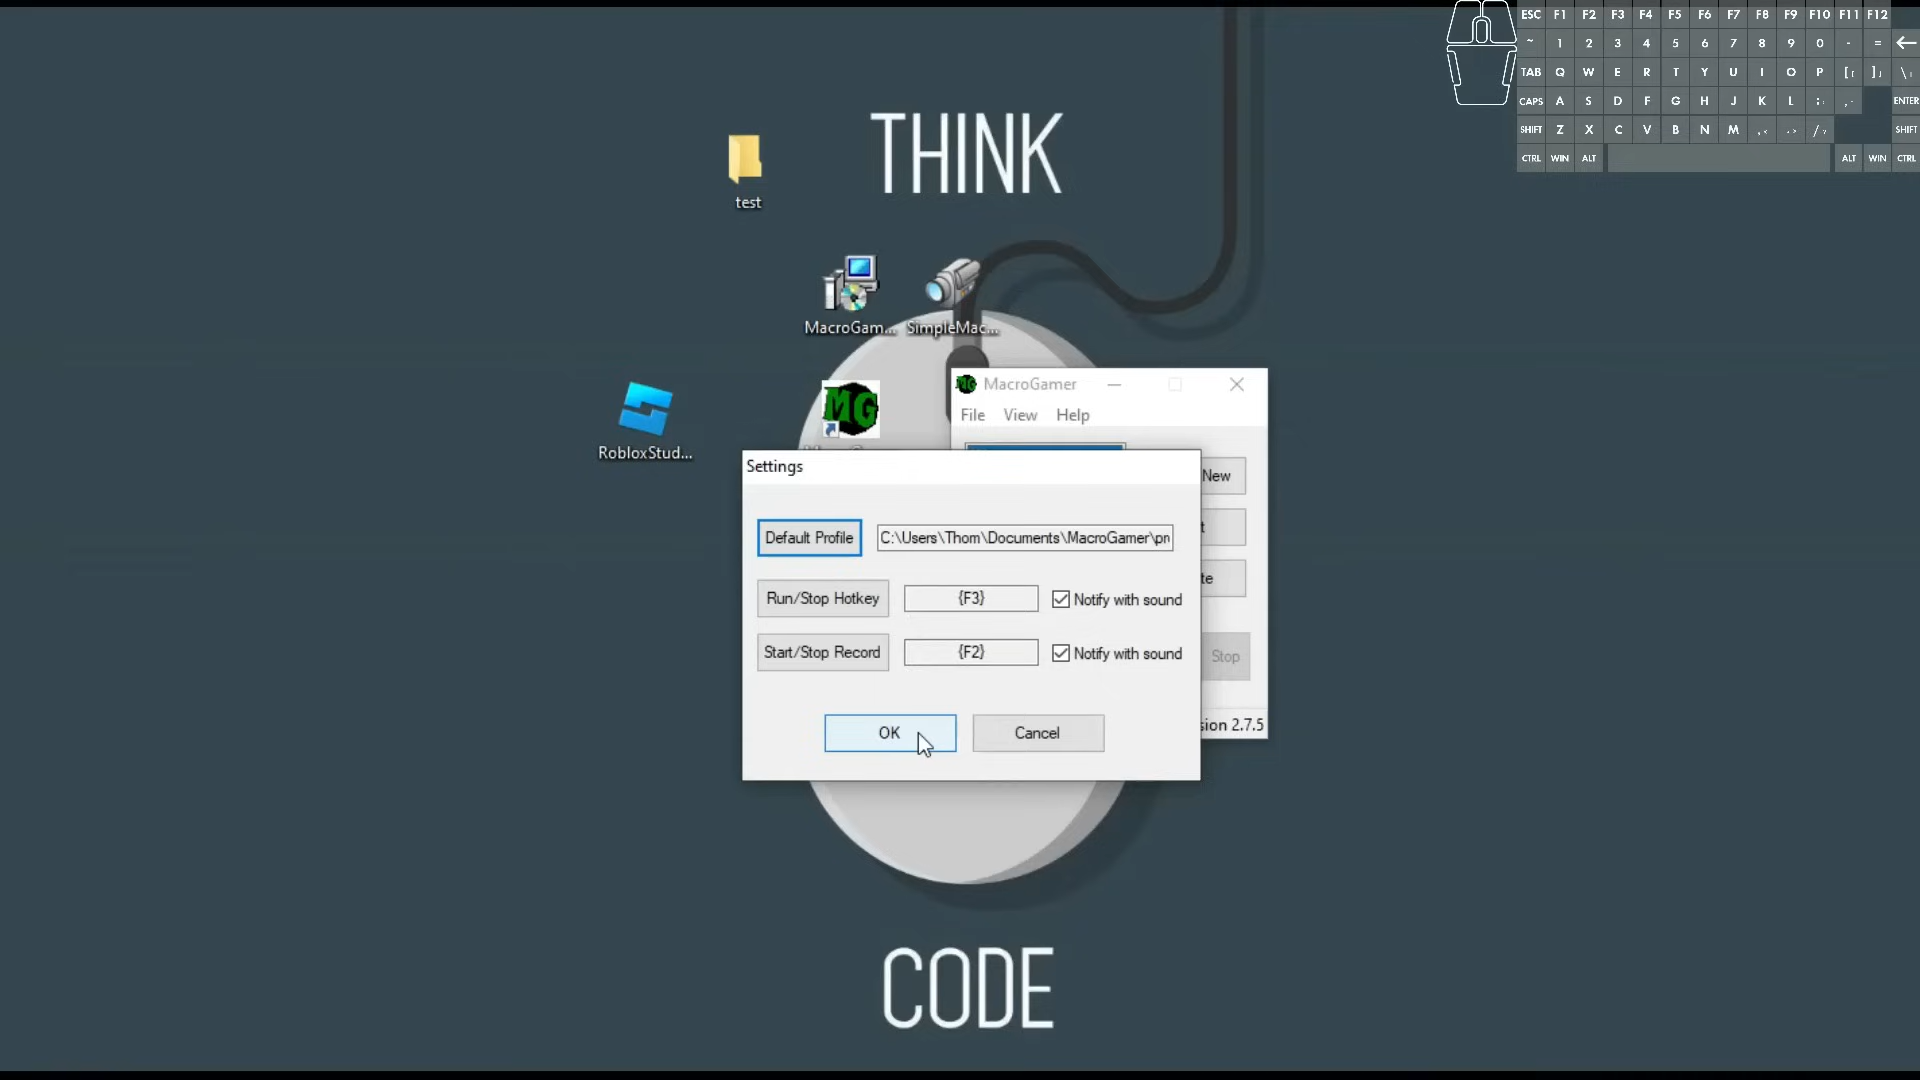 ESC F1 F2 F3 F4 F5 F6 F7 F8 F9 F10 F11 F12
~ 1 2 3 4 5 6 7 8 9 0 - =
TAB Q W E R T Y U I O P
CAPS A S D F G H J K L ENTER
SHIFT Z X C V B N M SHIFT
CTRL WIN ALT ALT WIN CTRL
THINK
test
MacroGam...
SimpleMac...
RobloxStud...
MG
MacroGamer
File View Help
New
Settings
Default Profile C:\Users\Thom\Documents\MacroGamer\pr
Run/Stop Hotkey {F3} Notify with sound
Start/Stop Record {F2} Notify with sound
Stop
OK Cancel
sion 2.7.5
CODE